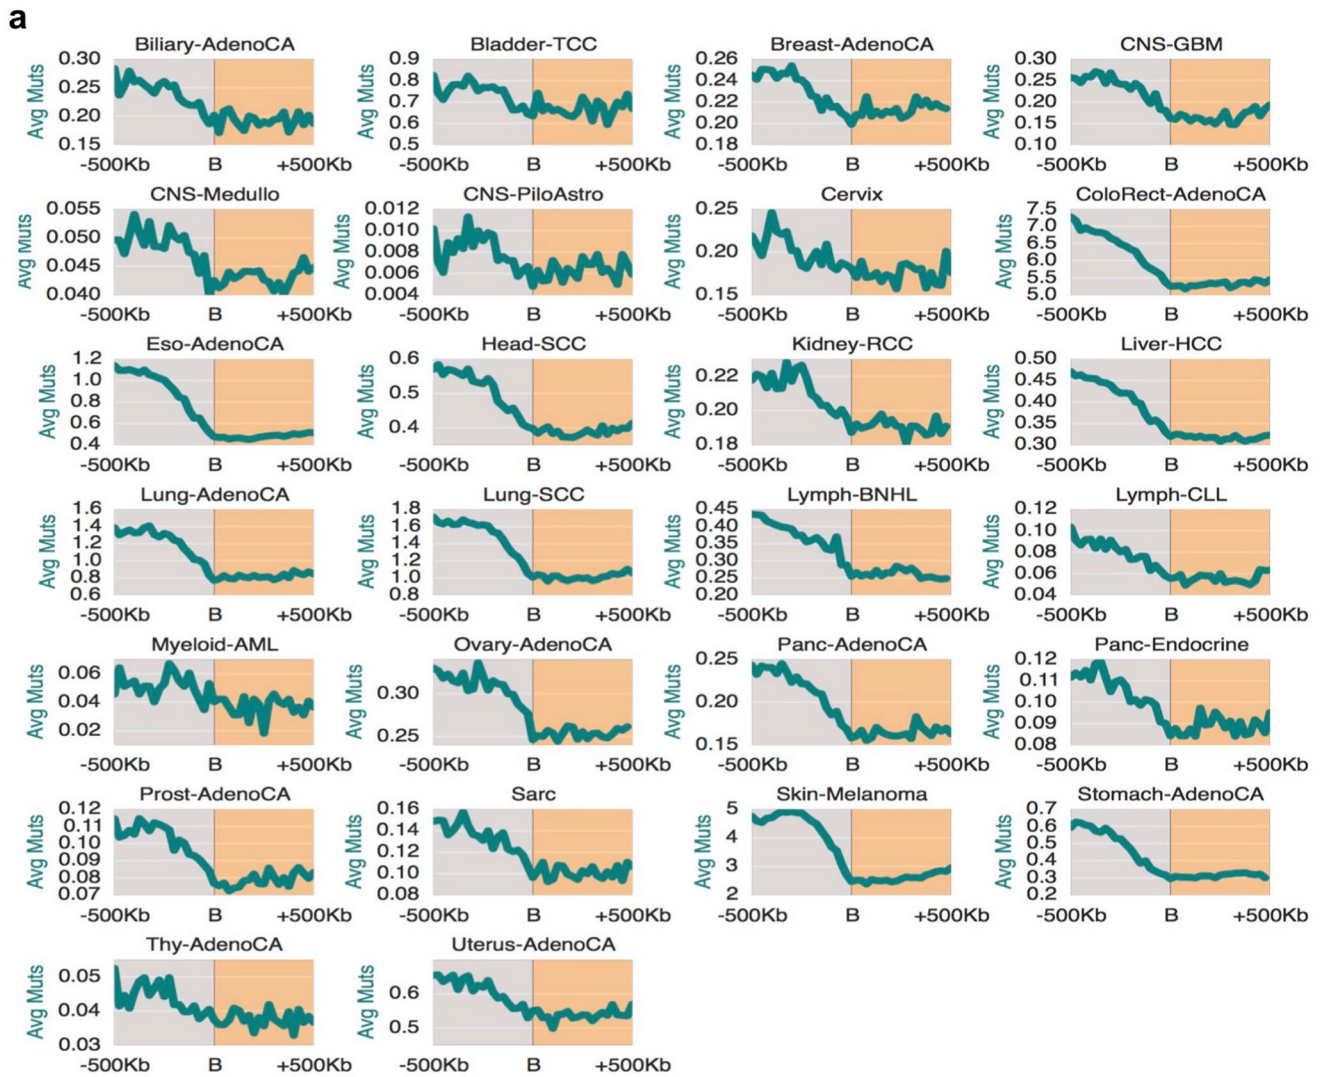 a
Biliary-AdenoCA
Avg Muts
0.30
0.25
0.20
0.15
-500Kb B +500Kb
Bladder-TCC
Avg Muts
0.9
0.8
0.7
0.6
0.5
-500Kb B +500Kb
Breast-AdenoCA
Avg Muts
0.26
0.24
0.22
0.20
0.18
-500Kb B +500Kb
CNS-GBM
Avg Muts
0.30
0.25
0.20
0.15
0.10
-500Kb B +500Kb
CNS-Medullo
Avg Muts
0.055
0.050
0.045
0.040
-500Kb B +500Kb
CNS-PiloAstro
Avg Muts
0.012
0.010
0.008
0.006
0.004
-500Kb B +500Kb
Cervix
Avg Muts
0.25
0.20
0.15
-500Kb B +500Kb
ColoRect-AdenoCA
Avg Muts
7.5
7.0
6.5
6.0
5.5
5.0
-500Kb B +500Kb
Eso-AdenoCA
Avg Muts
1.2
1.0
0.8
0.6
0.4
-500Kb B +500Kb
Head-SCC
Avg Muts
0.6
0.5
0.4
-500Kb B +500Kb
Kidney-RCC
Avg Muts
0.22
0.20
0.18
-500Kb B +500Kb
Liver-HCC
Avg Muts
0.50
0.45
0.40
0.35
0.30
-500Kb B +500Kb
Lung-AdenoCA
Avg Muts
1.6
1.4
1.2
1.0
0.8
0.6
-500Kb B +500Kb
Lung-SCC
Avg Muts
1.8
1.6
1.4
1.2
1.0
0.8
-500Kb B +500Kb
Lymph-BNHL
Avg Muts
0.45
0.40
0.35
0.30
0.25
0.20
-500Kb B +500Kb
Lymph-CLL
Avg Muts
0.12
0.10
0.08
0.06
0.04
-500Kb B +500Kb
Myeloid-AML
Avg Muts
0.06
0.04
0.02
-500Kb B +500Kb
Ovary-AdenoCA
Avg Muts
0.30
0.25
-500Kb B +500Kb
Panc-AdenoCA
Avg Muts
0.25
0.20
0.15
-500Kb B +500Kb
Panc-Endocrine
Avg Muts
0.12
0.11
0.10
0.09
0.08
-500Kb B +500Kb
Prost-AdenoCA
Avg Muts
0.12
0.11
0.10
0.09
0.08
0.07
-500Kb B +500Kb
Sarc
Avg Muts
0.16
0.14
0.12
0.10
0.08
-500Kb B +500Kb
Skin-Melanoma
Avg Muts
5
4
3
2
-500Kb B +500Kb
Stomach-AdenoCA
Avg Muts
0.7
0.6
0.5
0.4
0.3
0.2
-500Kb B +500Kb
Thy-AdenoCA
Avg Muts
0.05
0.04
0.03
-500Kb B +500Kb
Uterus-AdenoCA
Avg Muts
0.6
0.5
-500Kb B +500Kb